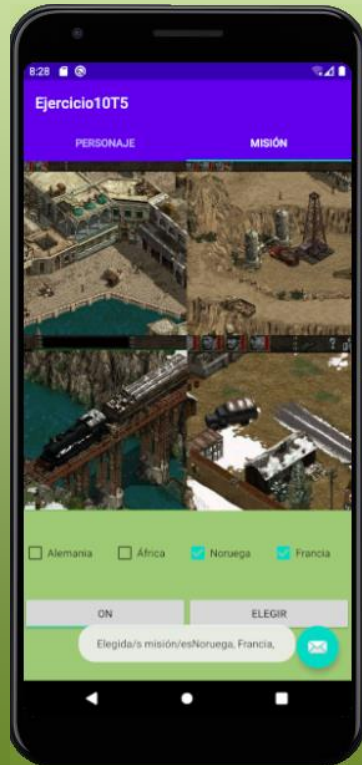 8:28
Ejercicio10T5
PERSONAJE MISIÓN
Alemania África Noruega Francia
ON ELEGIR
Elegida/s misión/esNoruega, Francia,